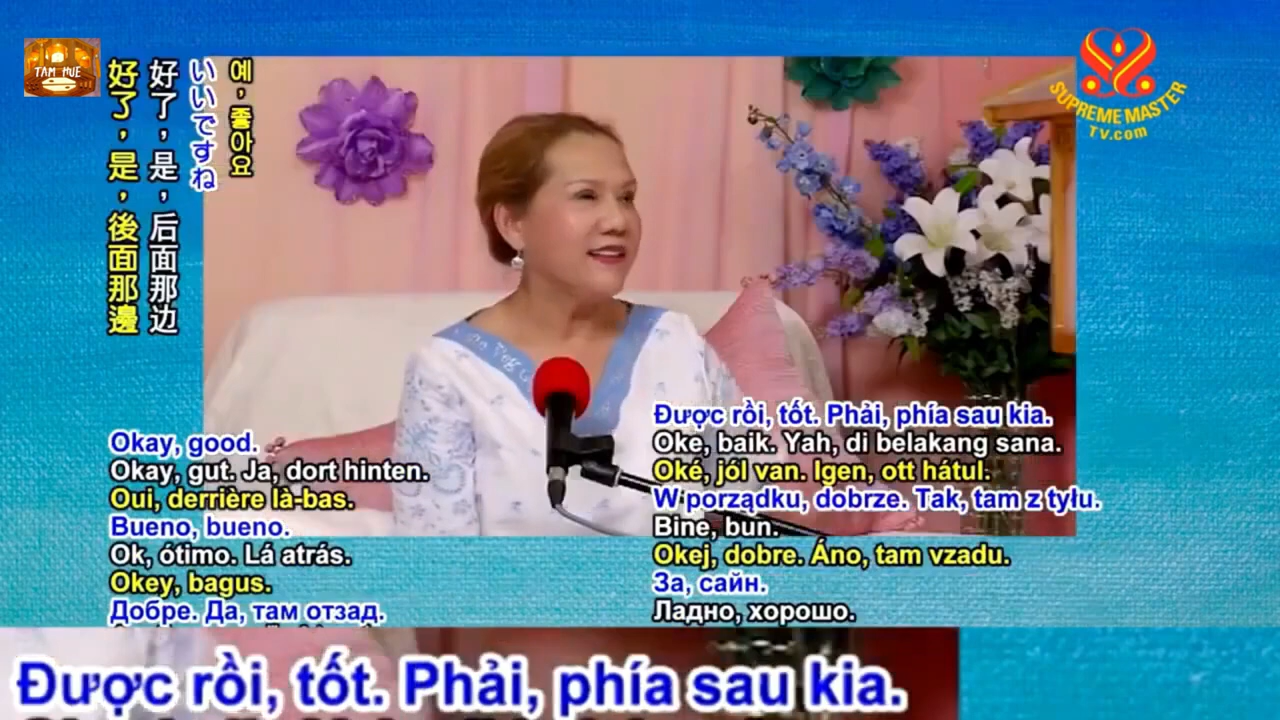 TAM HUE
SUPREME MASTER
TV.com
예, 좋아요
いいですね
好了，是，后面那边
好了，是，後面那邊
Okay, good.
Okay, gut. Ja, dort hinten.
Oui, derrière là-bas.
Bueno, bueno.
Ok, ótimo. Lá atrás.
Okey, bagus.
Добре. Да, там отзад.
Được rồi, tốt. Phải, phía sau kia.
Oke, baik. Yah, di belakang sana.
Oké, jól van. Igen, ott hátul.
W porządku, dobrze. Tak, tam z tyłu.
Bine, bun.
Okej, dobre. Áno, tam vzadu.
За, сайн.
Ладно, хорошо.
Được rồi, tốt. Phải, phía sau kia.